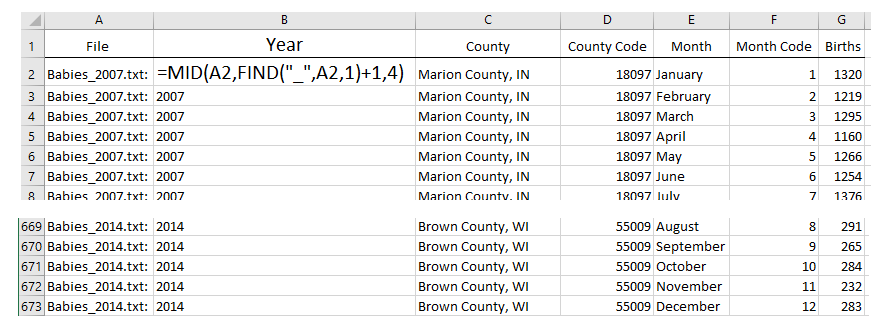 A B C D E F G
1 File Year County County Code Month Month Code Births
2 Babies_2007.txt: =MID(A2,FIND("_",A2,1)+1,4) Marion County, IN 18097 January 1 1320
3 Babies_2007.txt: 2007 Marion County, IN 18097 February 2 1219
4 Babies_2007.txt: 2007 Marion County, IN 18097 March 3 1295
5 Babies_2007.txt: 2007 Marion County, IN 18097 April 4 1160
6 Babies_2007.txt: 2007 Marion County, IN 18097 May 5 1266
7 Babies_2007.txt: 2007 Marion County, IN 18097 June 6 1254
8 Babies_2007.txt: 2007 Marion County, IN 18097 July 7 1376
669 Babies_2014.txt: 2014 Brown County, WI 55009 August 8 291
670 Babies_2014.txt: 2014 Brown County, WI 55009 September 9 265
671 Babies_2014.txt: 2014 Brown County, WI 55009 October 10 284
672 Babies_2014.txt: 2014 Brown County, WI 55009 November 11 232
673 Babies_2014.txt: 2014 Brown County, WI 55009 December 12 283